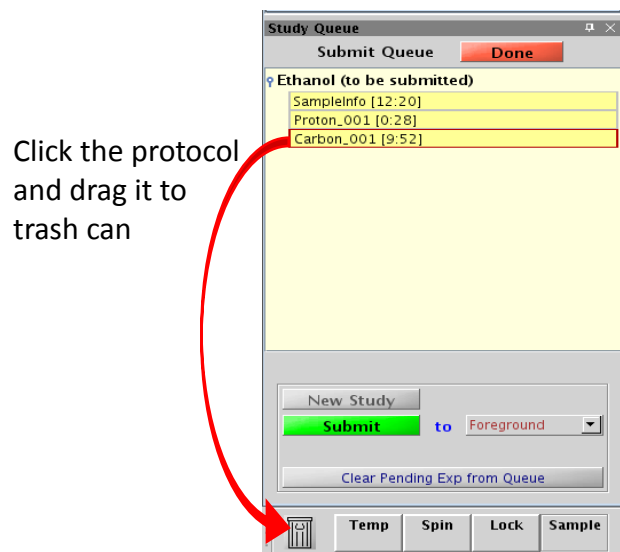 Study Queue
Submit Queue Done
Ethanol (to be submitted)
SampleInfo [12:20]
Proton_001 [0:28]
Carbon_001 [9:52]
Click the protocol
and drag it to
trash can
New Study
Submit to Foreground
Clear Pending Exp from Queue
Temp Spin Lock Sample